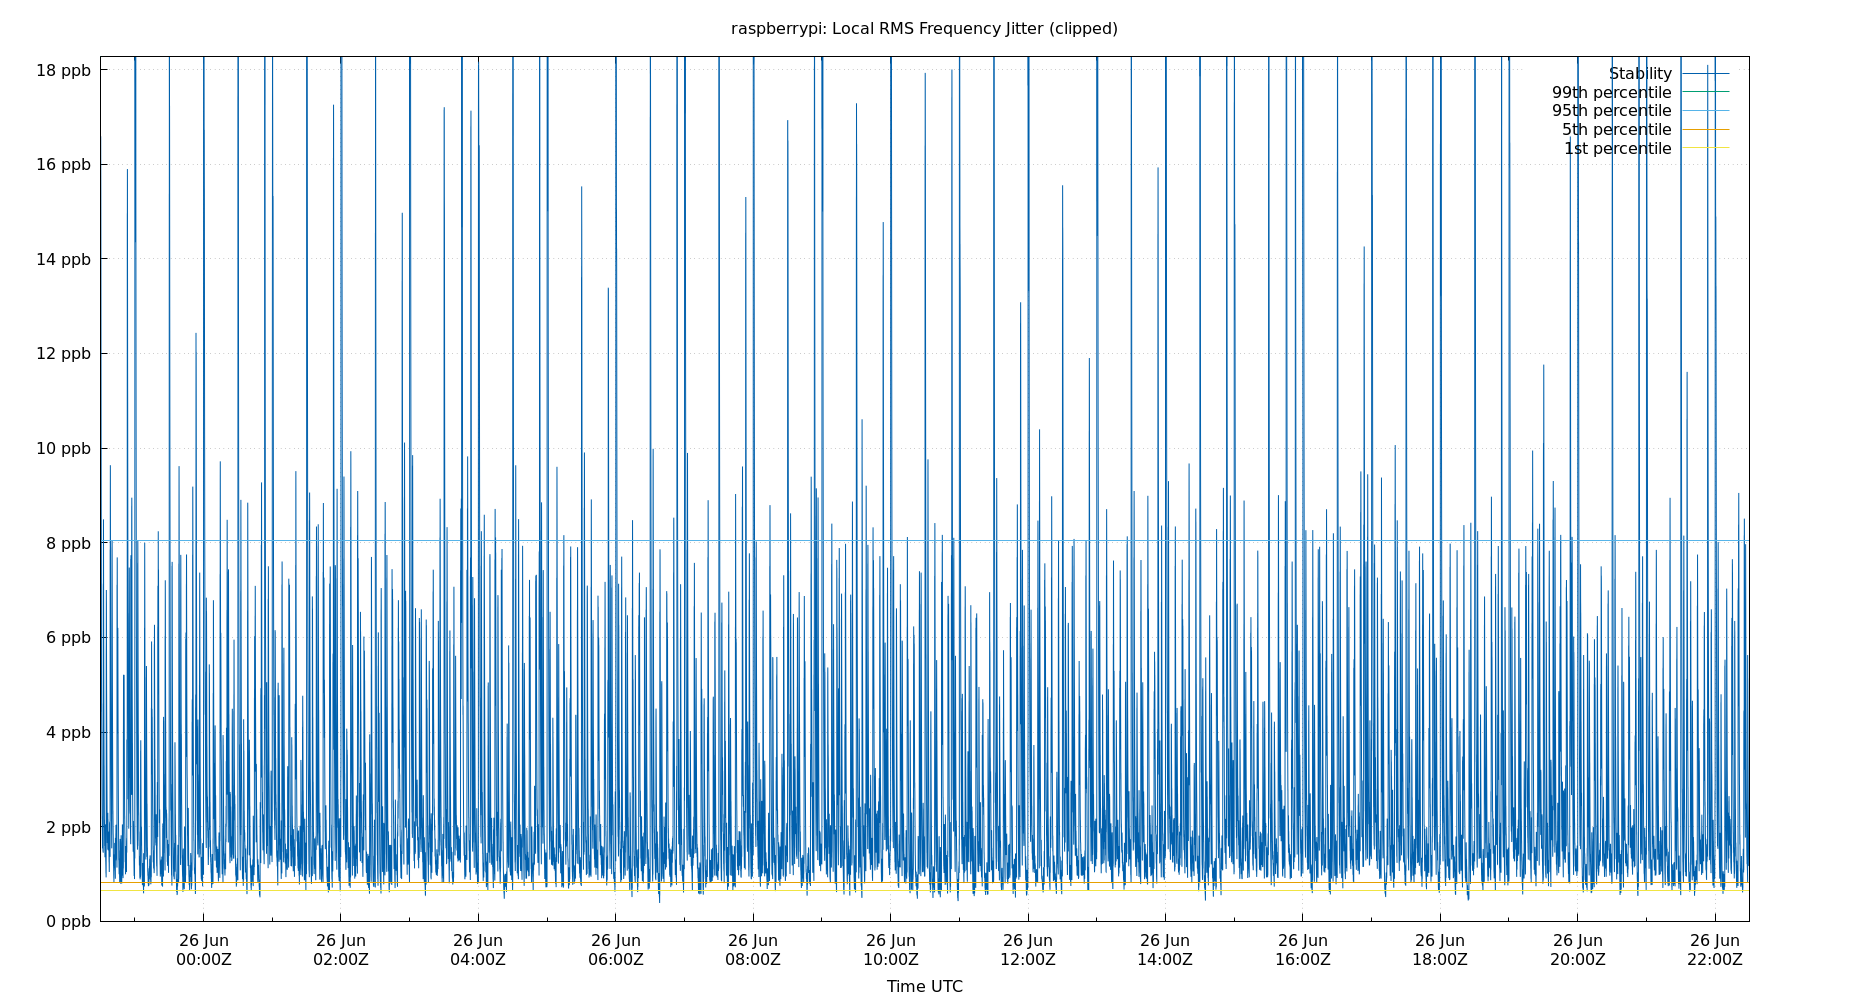 raspberrypi: Local RMS Frequency Jitter (clipped)
18 ppb
16 ppb
14 ppb
12 ppb
10 ppb
8 ppb
6 ppb
4 ppb
2 ppb
0 ppb
Stability
99th percentile
95th percentile
5th percentile
1st percentile
26 Jun 26 Jun 26 Jun 26 Jun 26 Jun 26 Jun 26 Jun 26 Jun 26 Jun 26 Jun 26 Jun 26 Jun
00:00Z 02:00Z 04:00Z 06:00Z 08:00Z 10:00Z 12:00Z 14:00Z 16:00Z 18:00Z 20:00Z 22:00Z
Time UTC